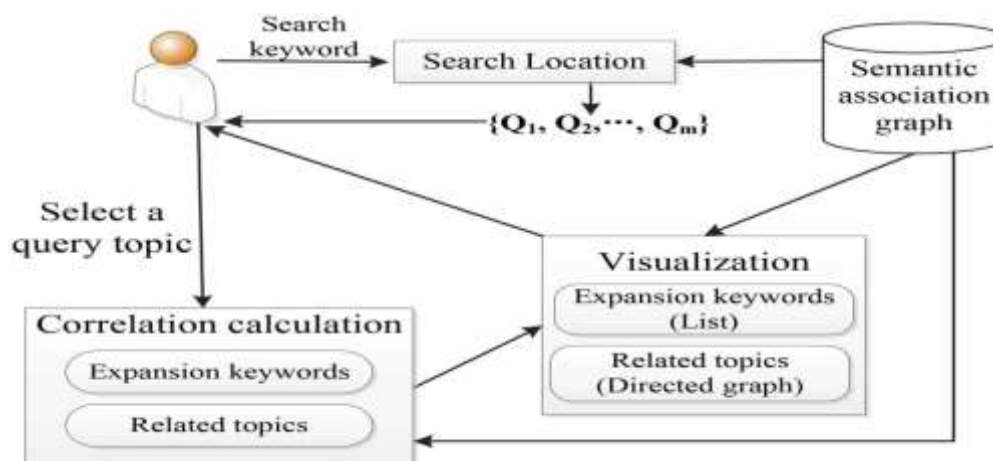 Search
keyword
Search Location
Semantic
association
graph
{Q1, Q2,···, Qm}
Select a
query topic
Visualization
Expansion keywords
(List)
Related topics
(Directed graph)
Correlation calculation
Expansion keywords
Related topics